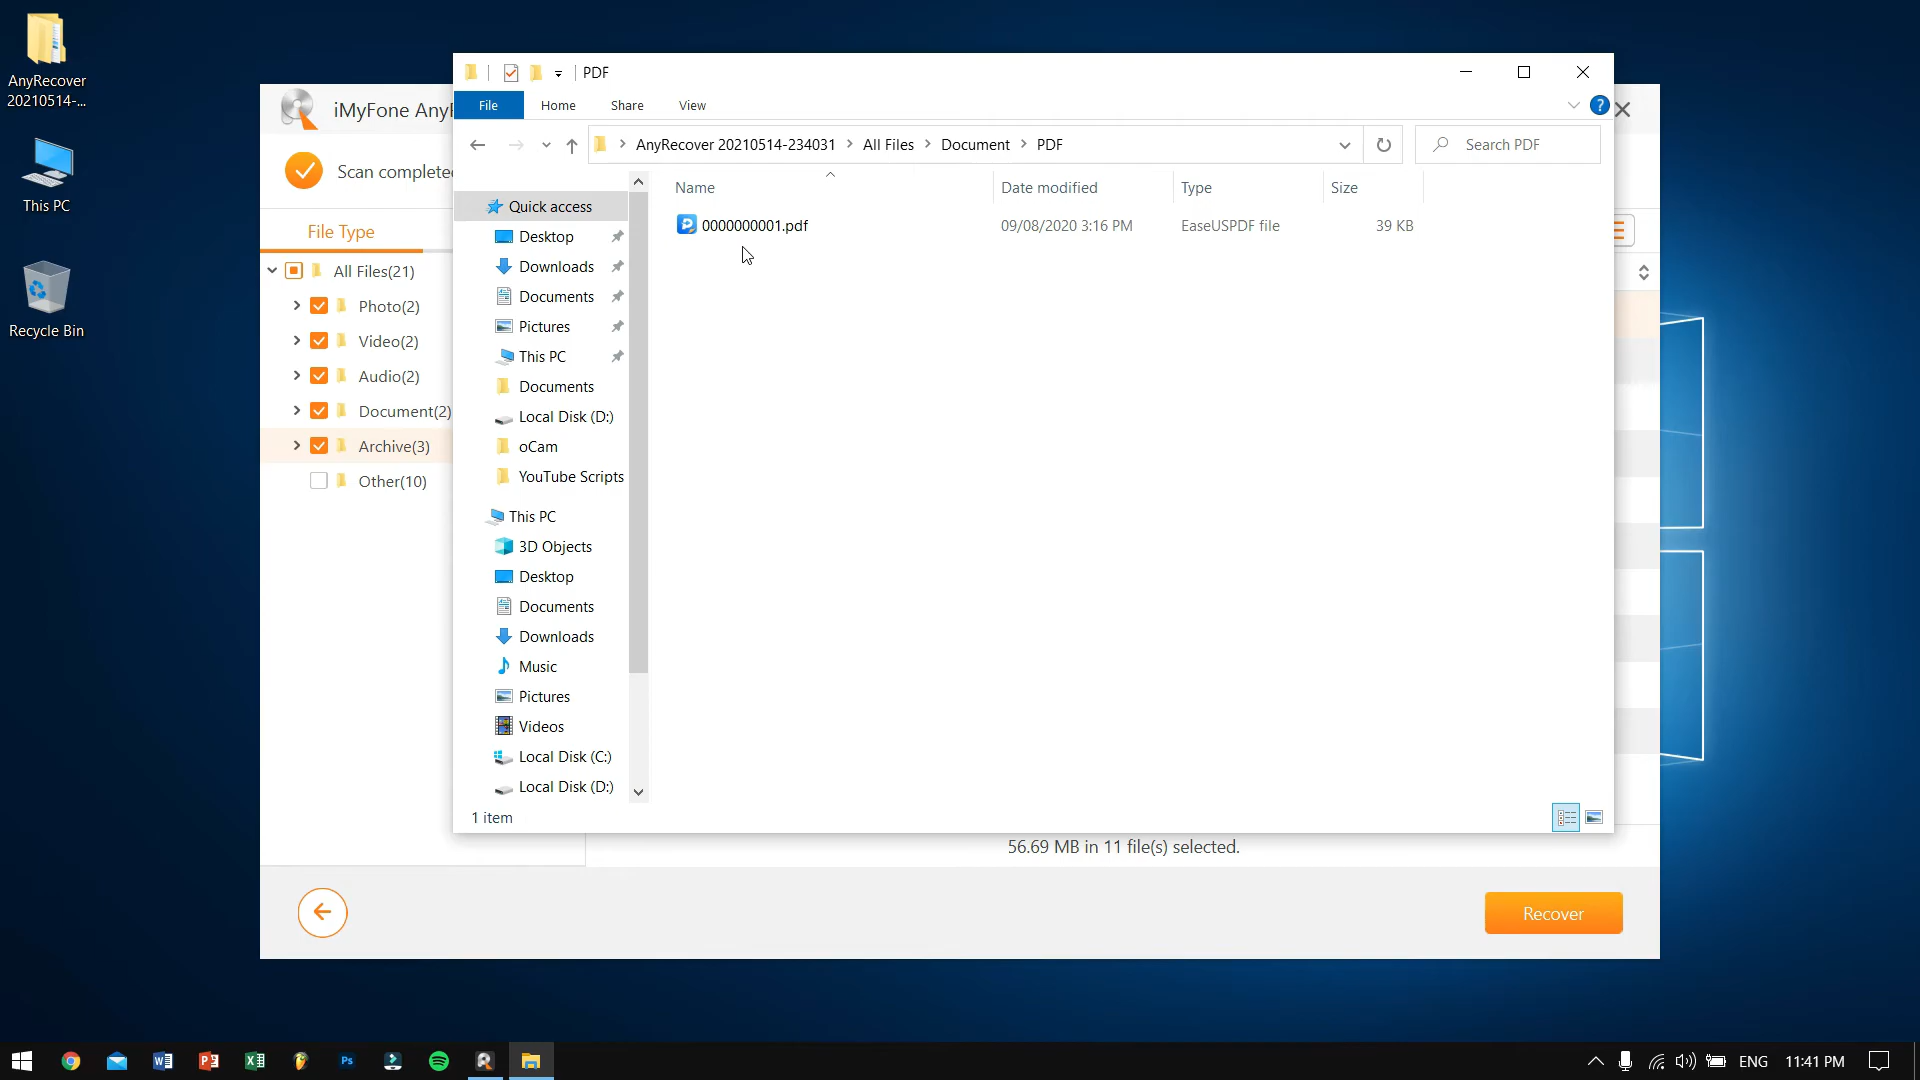 AnyRecover
20210514-...
This PC
Recycle Bin
iMyFone Any
Scan complete
File Type
All Files(21)
Photo(2)
Video(2)
Audio(2)
Document(2)
Archive(3)
Other(10)
PDF
File
Home
Share
View
?
AnyRecover 20210514-234031
All Files
Document
PDF
Search PDF
Quick access
Desktop
Downloads
Documents
Pictures
This PC
Documents
Local Disk (D:)
oCam
YouTube Scripts
This PC
3D Objects
Desktop
Documents
Downloads
Music
Pictures
Videos
Local Disk (C:)
Local Disk (D:)
Name
Date modified
Type
Size
0000000001.pdf
09/08/2020 3:16 PM
EaseUSPDF file
39 KB
1 item
56.69 MB in 11 file(s) selected.
Recover
Ps
ENG
11:41 PM